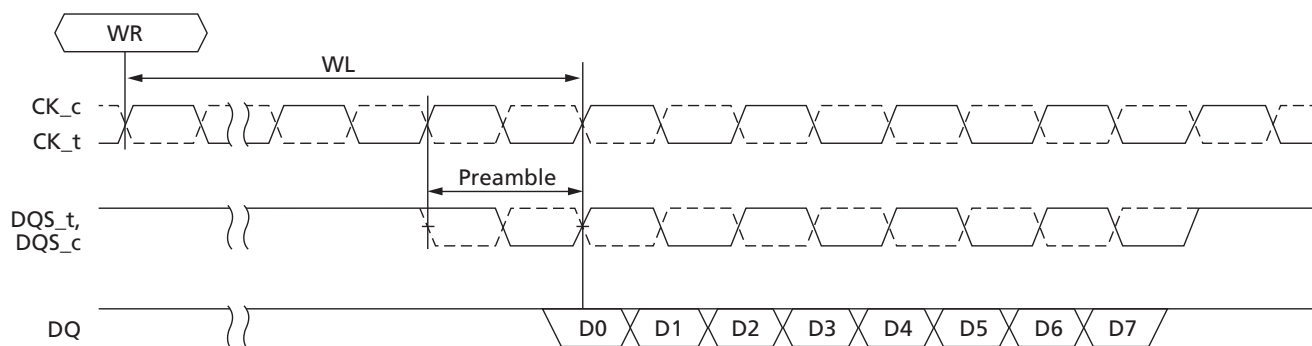 WR
WL
CK_c
CK_t
Preamble
DQS_t,
DQS_c
DQ
D0 D1 D2 D3 D4 D5 D6 D7